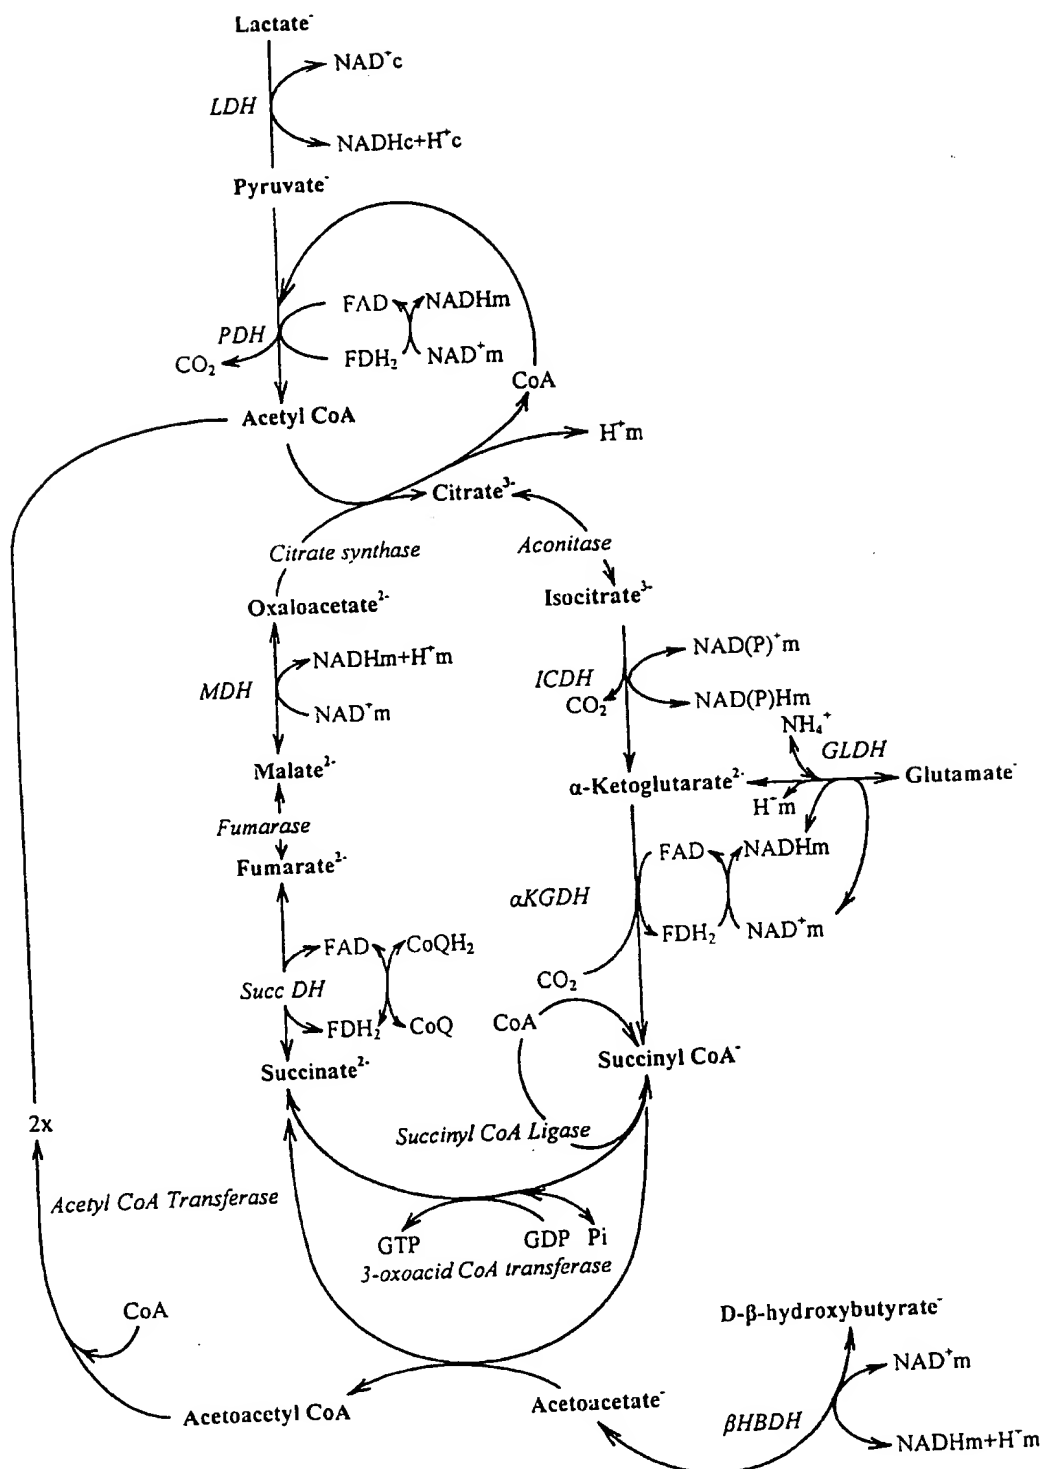 Lactate⁻
NAD⁺c
LDH
NADHc+H⁺c
Pyruvate⁻
FAD NADHm
PDH
CO₂ FDH₂ NAD⁺m
CoA
Acetyl CoA
H⁺m
Citrate³⁻
Citrate synthase Aconitase
Isocitrate³⁻
Oxaloacetate²⁻
NAD(P)⁺m
NADHm+H⁺m
ICDH
MDH
CO₂ NAD(P)Hm
NAD⁺m
NH₄⁺
GLDH
Malate²⁻
α-Ketoglutarate²⁻ Glutamate⁻
H⁺m
Fumarase
FAD NADHm
Fumarate²⁻
αKGDH
FDH₂ NAD⁺m
FAD CoQH₂
CO₂
Succ DH
CoA
FDH₂ CoQ
Succinyl CoA⁻
Succinate²⁻
2x
Succinyl CoA Ligase
Acetyl CoA Transferase
GTP GDP Pi
3-oxoacid CoA transferase
CoA
D-β-hydroxybutyrate⁻
NAD⁺m
Acetoacetate⁻
Acetoacetyl CoA
βHBDH
NADHm+H⁺m